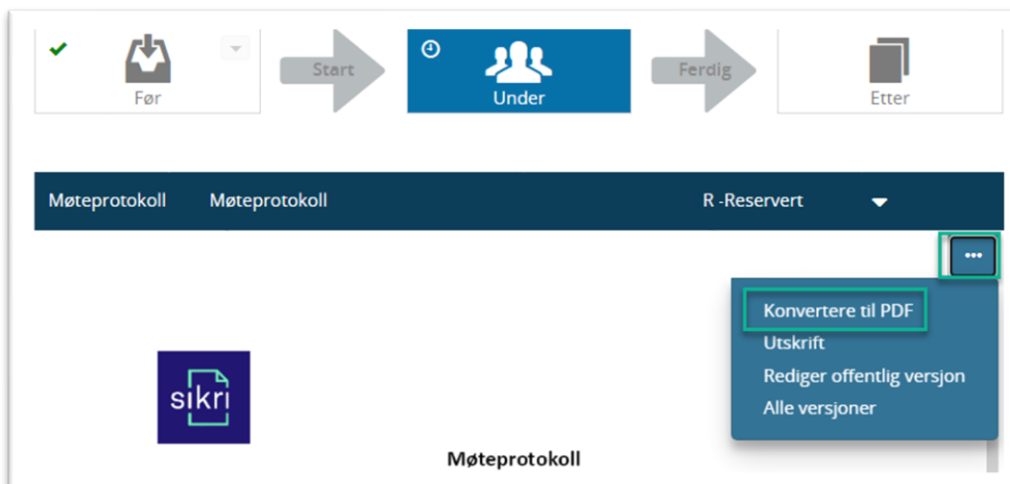 Start
Ferdig
Før
Under
Etter
Møteprotokoll Møteprotokoll R -Reservert
Konvertere til PDF
Utskrift
Rediger offentlig versjon
Alle versjoner
sikri
Møteprotokoll